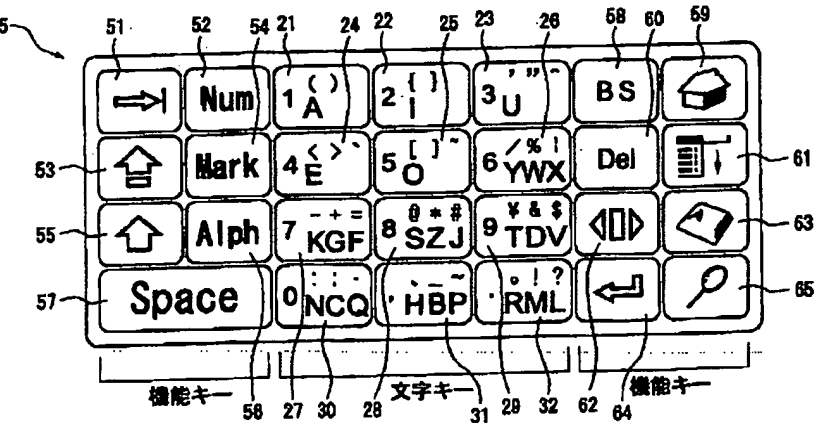 5 51 52 54 21 24 22 25 23 26 58 60 59
Num 1 ( ) A 2 { } I 3 ' " ^ U BS
53 Mark 4 < > ` E 5 [ ] ~ O 6 / % | YWX Del 61
55 Alph 7 - + = KGF 8 @ * # SZJ 9 ¥ & $ TDV 63
57 Space 0 : ; NCQ HBP 。 ! ? RML 65
機能キー 文字キー 機能キー
56 27 30 28 31 29 32 62 64